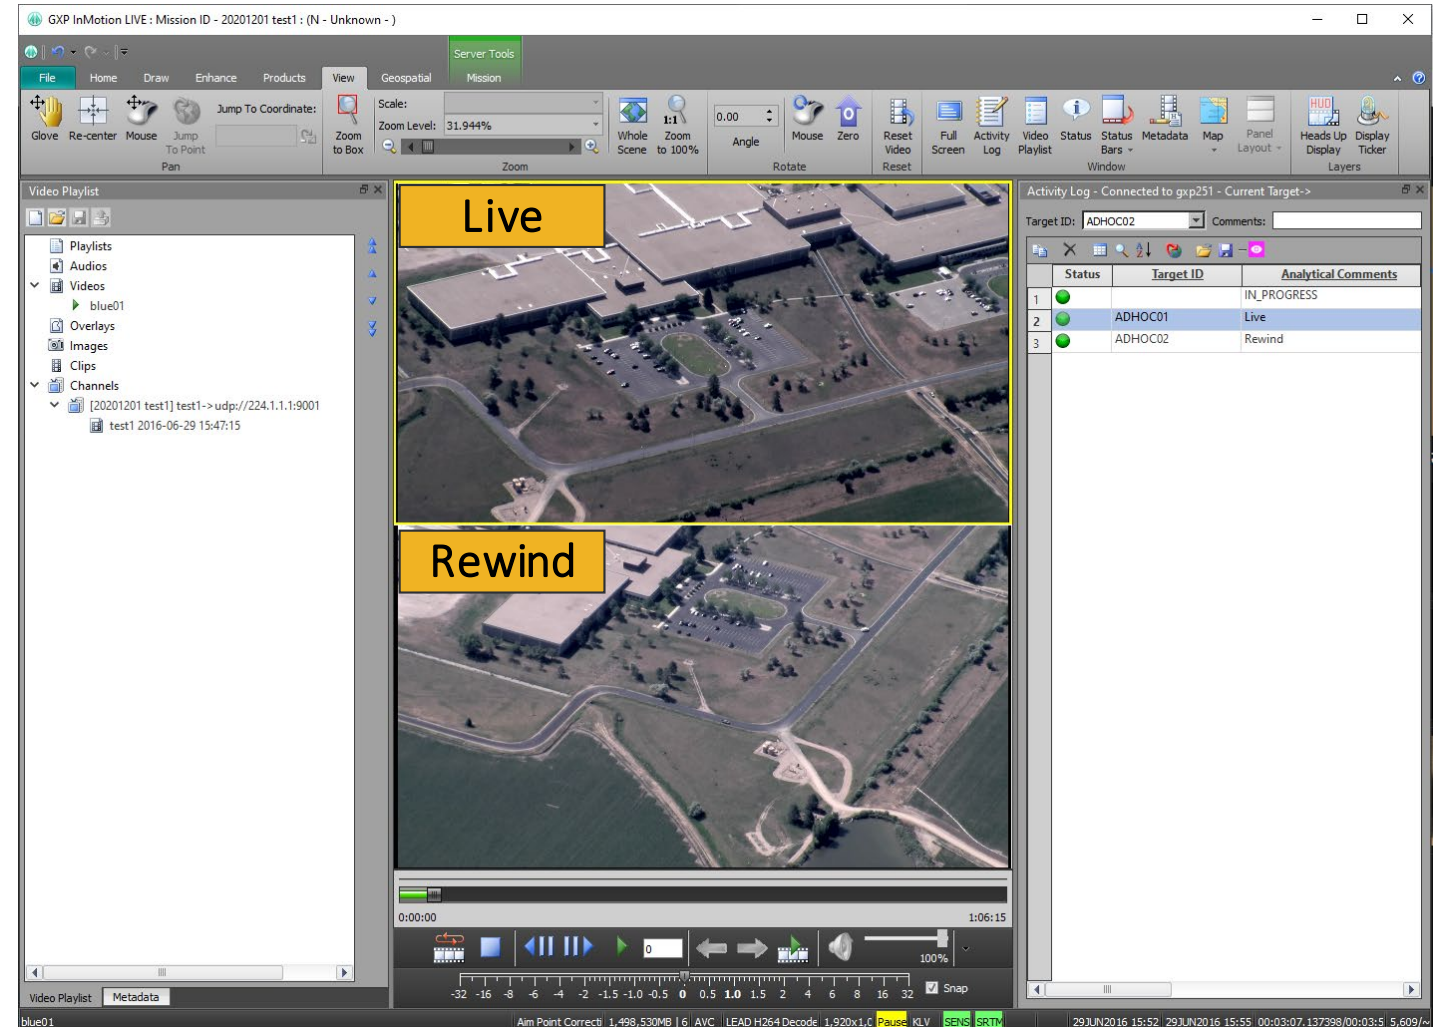 GXP InMotion LIVE : Mission ID - 20201201 test1 : (N - Unknown - )
Server Tools
File Home Draw Enhance Products View Geospatial Mission
Glove Re-center Mouse Jump To Point
Jump To Coordinate:
Pan
Zoom to Box
Scale:
Zoom Level: 31.944%
Whole Scene
1:1
Zoom to 100%
Zoom
0.00
Angle
Mouse Zero
Rotate
Reset Video
Reset
Full Screen
Activity Log
Video Playlist
Status
Status Bars
Metadata
Map
Panel Layout
Window
HUD
Heads Up Display
Display Ticker
Layers
Video Playlist
Playlists
Audios
Videos
blue01
Overlays
Images
Clips
Channels
[20201201 test1] test1->udp://224.1.1.1:9001
test1 2016-06-29 15:47:15
Video Playlist Metadata
Live
Rewind
0:00:00 1:06:15
0
100%
-32 -16 -8 -6 -4 -2 -1.5 -1.0 -0.5 0 0.5 1.0 1.5 2 4 6 8 16 32
Snap
Activity Log - Connected to gxp251 - Current Target->
Target ID: ADHOC02 Comments:
Status Target ID Analytical Comments
1 IN_PROGRESS
2 ADHOC01 Live
3 ADHOC02 Rewind
blue01 Aim Point Correcti 1,498,530MB | 6 AVC LEAD H264 Decode 1,920x1,0 Pause KLV SENS SRTM 29JUN2016 15:52 29JUN2016 15:55 00:03:07.137398/00:03:5 5,609/~